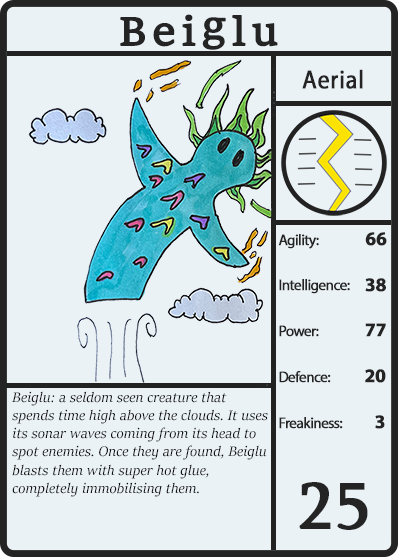 Beiglu
Aerial
Agility: 66
Intelligence: 38
Power: 77
Defence: 20
Freakiness: 3
25
Beiglu: a seldom seen creature that
spends time high above the clouds. It uses
its sonar waves coming from its head to
spot enemies. Once they are found, Beiglu
blasts them with super hot glue,
completely immobilising them.